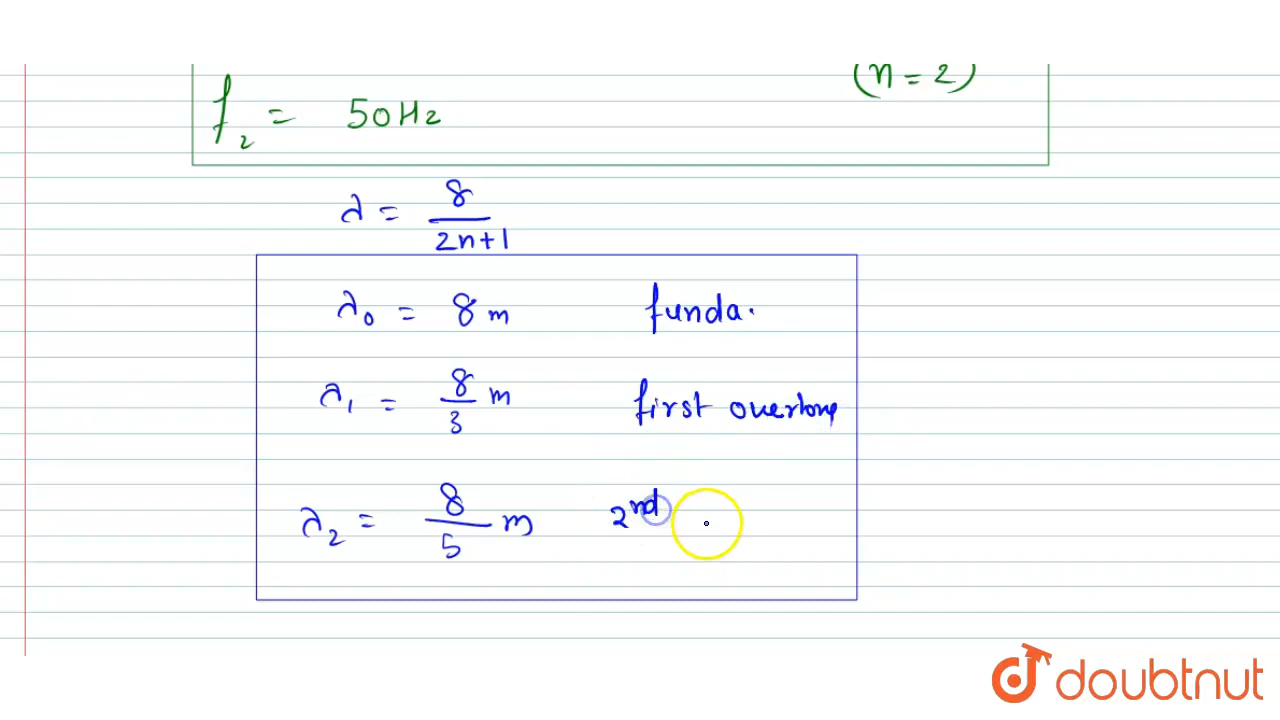 (n = 2)
f₂ = 50Hz
λ = 8/2n+1
λ₀ = 8 m funda.
λ₁ = 8/3 m first overtone
λ₂ = 8/5 m 2nd
doubtnut